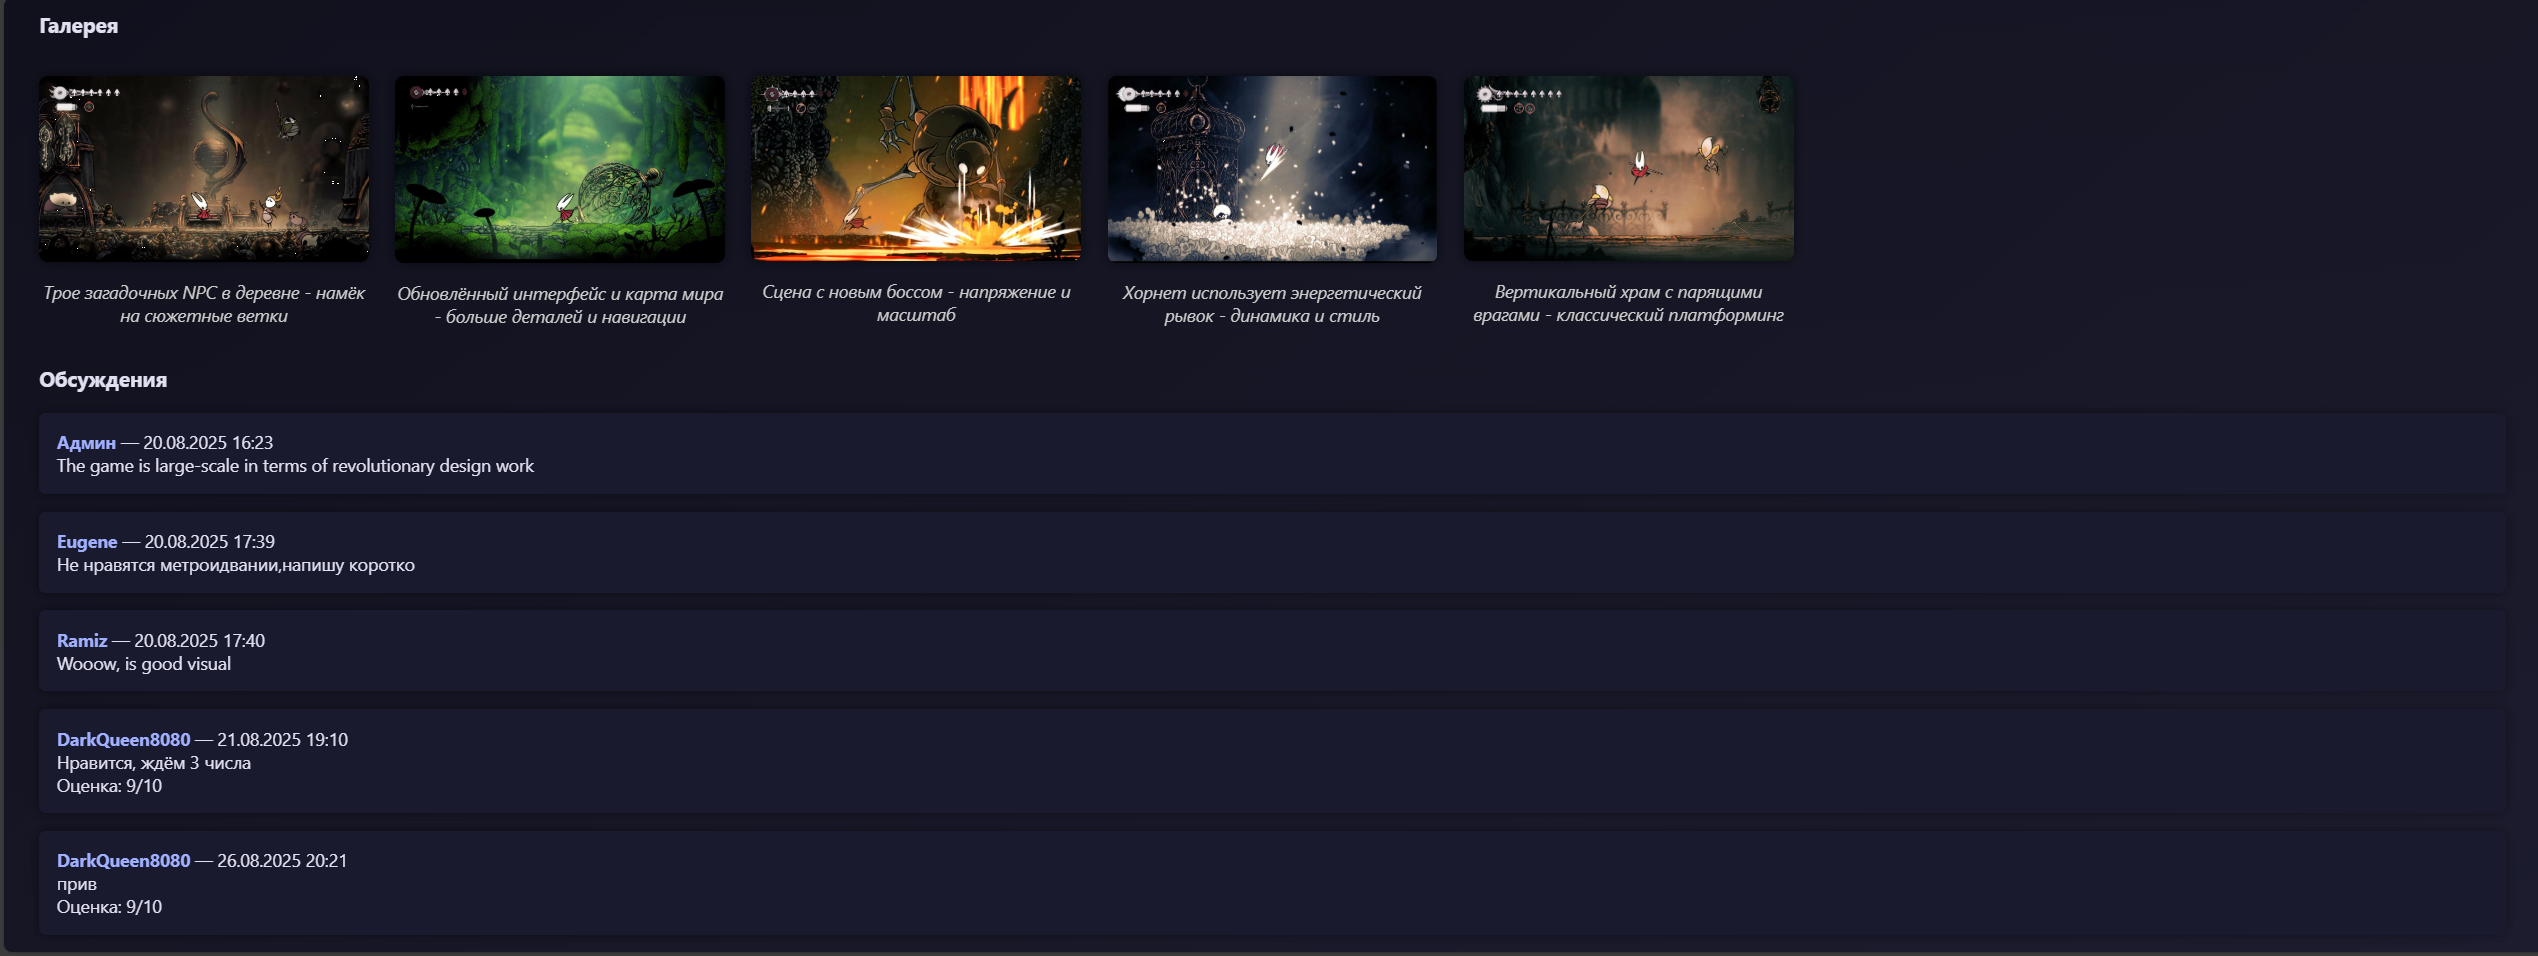 Галерея
Трое загадочных NPC в деревне - намёк
на сюжетные ветки
Обновлённый интерфейс и карта мира
- больше деталей и навигации
Сцена с новым боссом - напряжение и
масштаб
Хорнет использует энергетический
рывок - динамика и стиль
Вертикальный храм с парящими
врагами - классический платформинг
Обсуждения
Админ — 20.08.2025 16:23
The game is large-scale in terms of revolutionary design work
Eugene — 20.08.2025 17:39
Не нравятся метроидвании,напишу коротко
Ramiz — 20.08.2025 17:40
Wooow, is good visual
DarkQueen8080 — 21.08.2025 19:10
Нравится, ждём 3 числа
Оценка: 9/10
DarkQueen8080 — 26.08.2025 20:21
прив
Оценка: 9/10